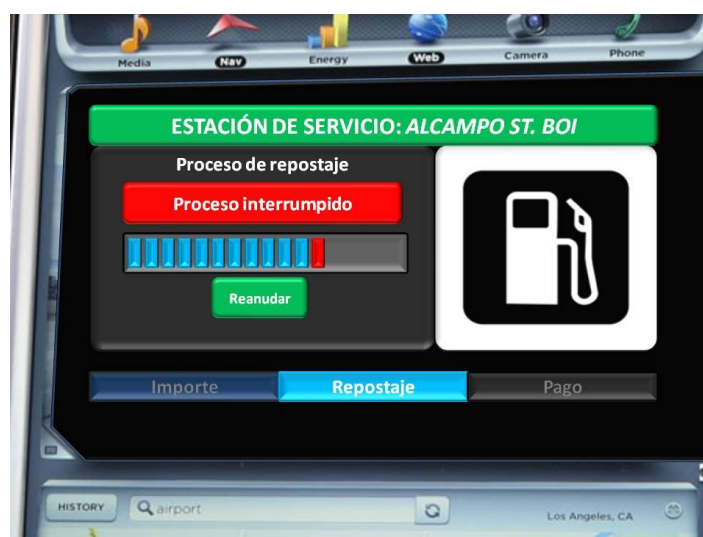 Media
Nav
Energy
Web
Camera
Phone
ESTACIÓN DE SERVICIO: ALCAMPO ST. BOI
Proceso de repostaje
Proceso interrumpido
Reanudar
Importe
Repostaje
Pago
HISTORY
airport
Los Angeles, CA